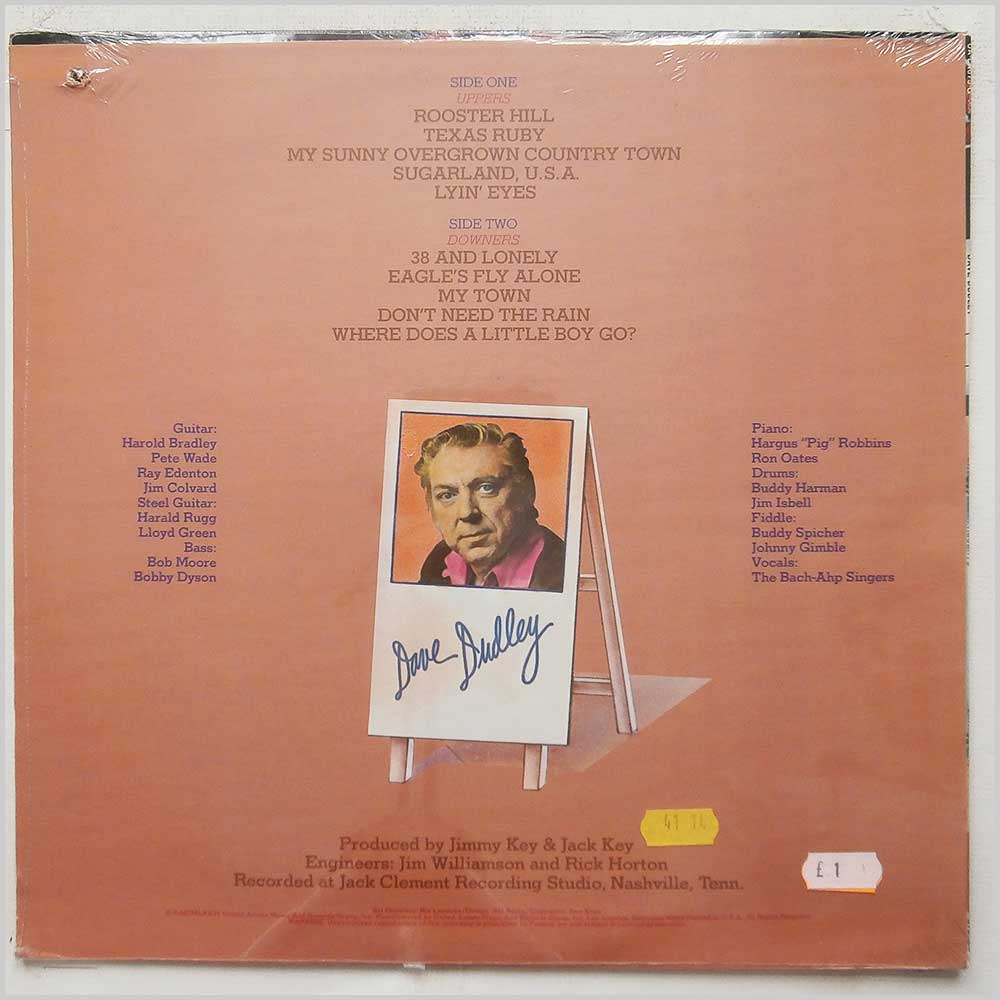 SIDE ONE
UPPERS
ROOSTER HILL
TEXAS RUBY
MY SUNNY OVERGROWN COUNTRY TOWN
SUGARLAND, U.S.A.
LYIN' EYES
SIDE TWO
DOWNERS
38 AND LONELY
EAGLE'S FLY ALONE
MY TOWN
DON'T NEED THE RAIN
WHERE DOES A LITTLE BOY GO?
Guitar:
Harold Bradley
Pete Wade
Ray Edenton
Jim Colvard
Steel Guitar:
Harald Rugg
Lloyd Green
Bass:
Bob Moore
Bobby Dyson
Piano:
Hargus "Pig" Robbins
Ron Oates
Drums:
Buddy Harman
Jim Isbell
Fiddle:
Buddy Spicher
Johnny Gimble
Vocals:
The Bach-Ahp Singers
Dave Dudley
Produced by Jimmy Key & Jack Key
Engineers: Jim Williamson and Rick Horton
Recorded at Jack Clement Recording Studio, Nashville, Tenn.
41 14
£ 1